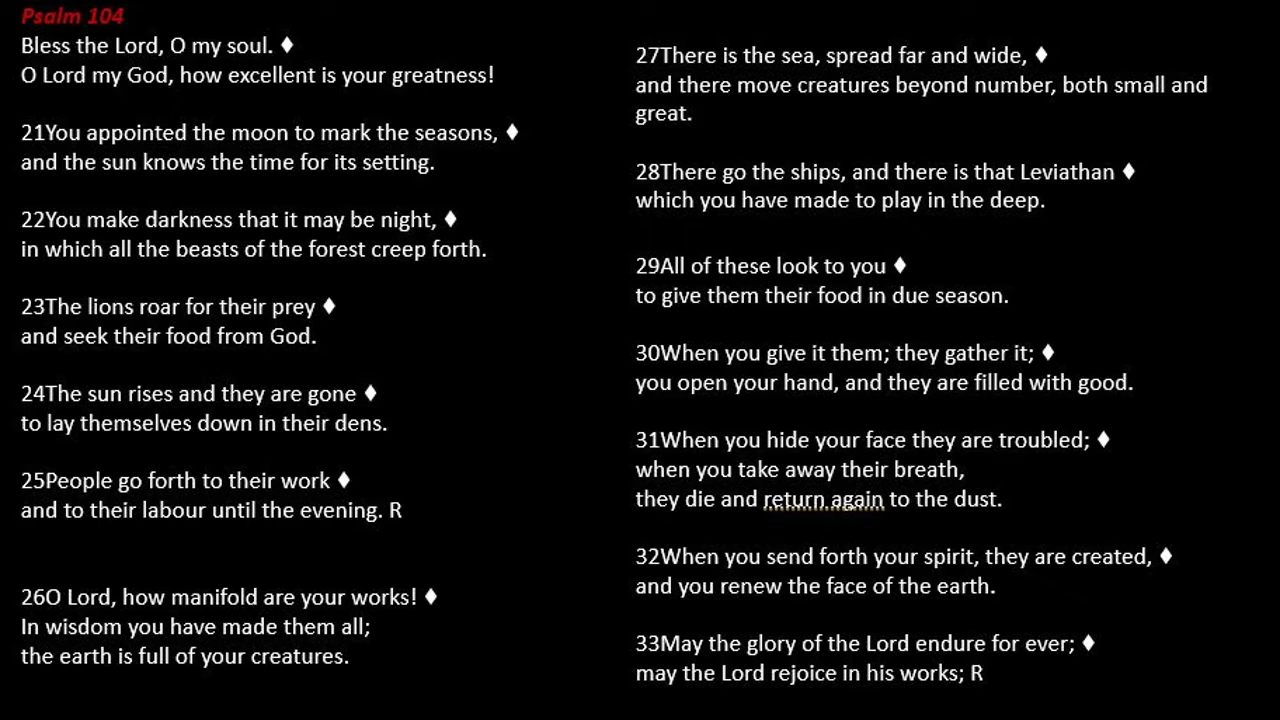 Psalm 104
Bless the Lord, O my soul. ♦
O Lord my God, how excellent is your greatness!
21You appointed the moon to mark the seasons, ♦
and the sun knows the time for its setting.
22You make darkness that it may be night, ♦
in which all the beasts of the forest creep forth.
23The lions roar for their prey ♦
and seek their food from God.
24The sun rises and they are gone ♦
to lay themselves down in their dens.
25People go forth to their work ♦
and to their labour until the evening. R
26O Lord, how manifold are your works! ♦
In wisdom you have made them all;
the earth is full of your creatures.
27There is the sea, spread far and wide, ♦
and there move creatures beyond number, both small and
great.
28There go the ships, and there is that Leviathan ♦
which you have made to play in the deep.
29All of these look to you ♦
to give them their food in due season.
30When you give it them; they gather it; ♦
you open your hand, and they are filled with good.
31When you hide your face they are troubled; ♦
when you take away their breath,
they die and return again to the dust.
32When you send forth your spirit, they are created, ♦
and you renew the face of the earth.
33May the glory of the Lord endure for ever; ♦
may the Lord rejoice in his works; R